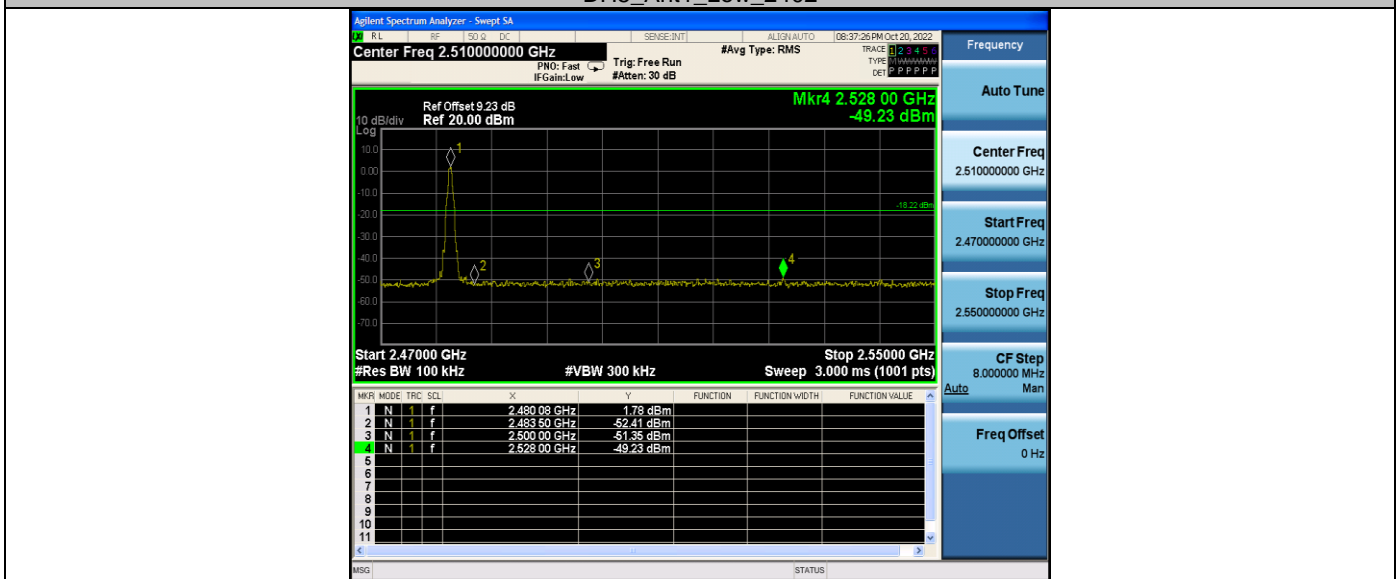 Agilent Spectrum Analyzer - Swept SA
RL RF 50 Ω DC SENSE:INT ALIGN AUTO 08:37:26 PM Oct 20, 2022
Center Freq 2.510000000 GHz
#Avg Type: RMS
TRACE 1 2 3 4 5 6
PNO: Fast Trig: Free Run
TYPE M
IFGain:Low #Atten: 30 dB
DET P P P P P P
Frequency
Auto Tune
Center Freq
2.510000000 GHz
Start Freq
2.470000000 GHz
Stop Freq
2.550000000 GHz
CF Step
8.000000 MHz
Auto Man
Freq Offset
0 Hz
Mkr4 2.528 00 GHz
-49.23 dBm
Ref Offset 9.23 dB
10 dB/div Ref 20.00 dBm
Log
10.0
0.00
-10.0
-20.0
-30.0
-40.0
-50.0
-60.0
-70.0
-18.22 dBm
1
2
3
4
Start 2.47000 GHz Stop 2.55000 GHz
#Res BW 100 kHz #VBW 300 kHz Sweep 3.000 ms (1001 pts)
MKR MODE TRC SCL X Y FUNCTION FUNCTION WIDTH FUNCTION VALUE
1 N 1 f 2.480 08 GHz 1.78 dBm
2 N 1 f 2.483 50 GHz -52.41 dBm
3 N 1 f 2.500 00 GHz -51.35 dBm
4 N 1 f 2.528 00 GHz -49.23 dBm
5
6
7
8
9
10
11
MSG STATUS